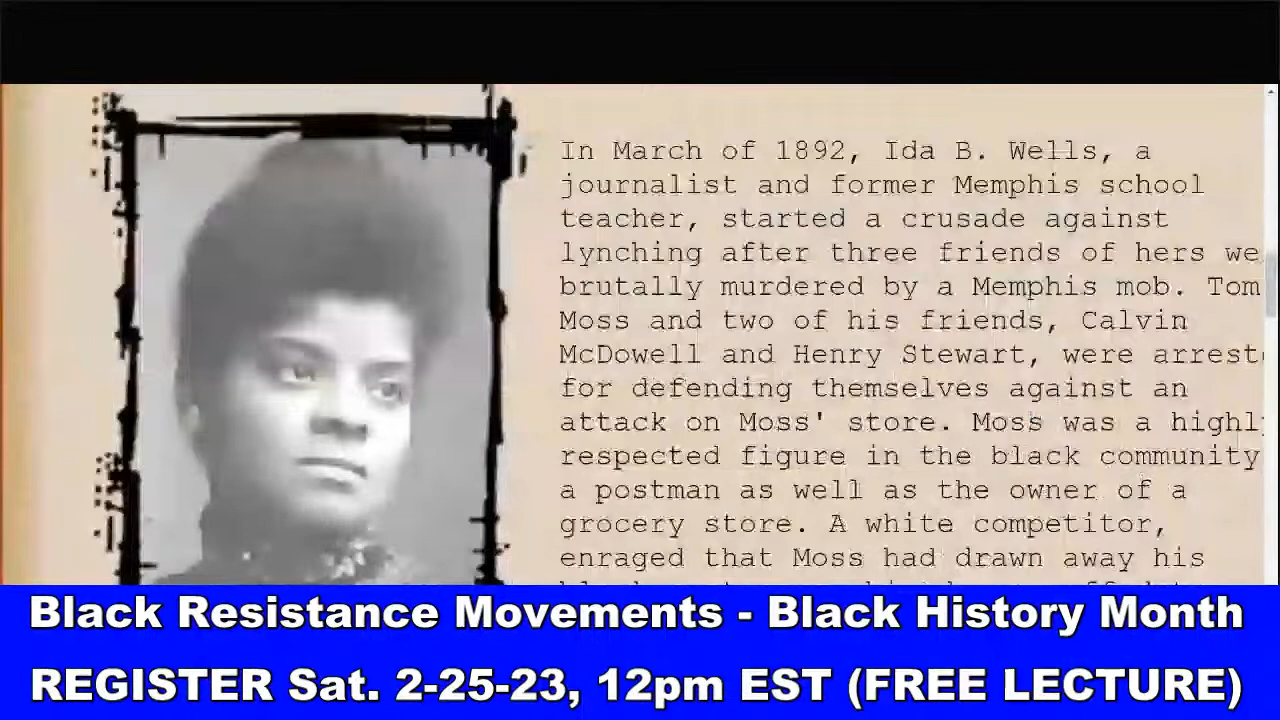 In March of 1892, Ida B. Wells, a
journalist and former Memphis school
teacher, started a crusade against
lynching after three friends of hers we
brutally murdered by a Memphis mob. Tom
Moss and two of his friends, Calvin
McDowell and Henry Stewart, were arrest
for defending themselves against an
attack on Moss' store. Moss was a highl
respected figure in the black community
a postman as well as the owner of a
grocery store. A white competitor,
enraged that Moss had drawn away his
Black Resistance Movements - Black History Month
REGISTER Sat. 2-25-23, 12pm EST (FREE LECTURE)